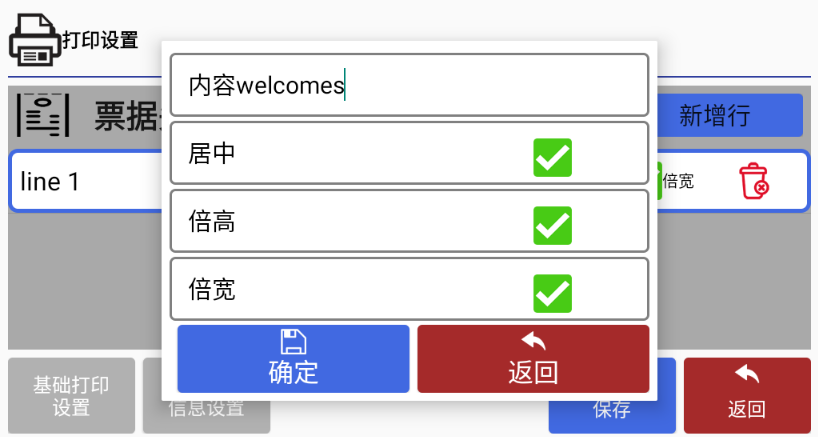 打印设置
票据
新增行
line 1
倍宽
内容welcomes
居中
倍高
倍宽
确定
返回
基础打印
设置
信息设置
保存
返回